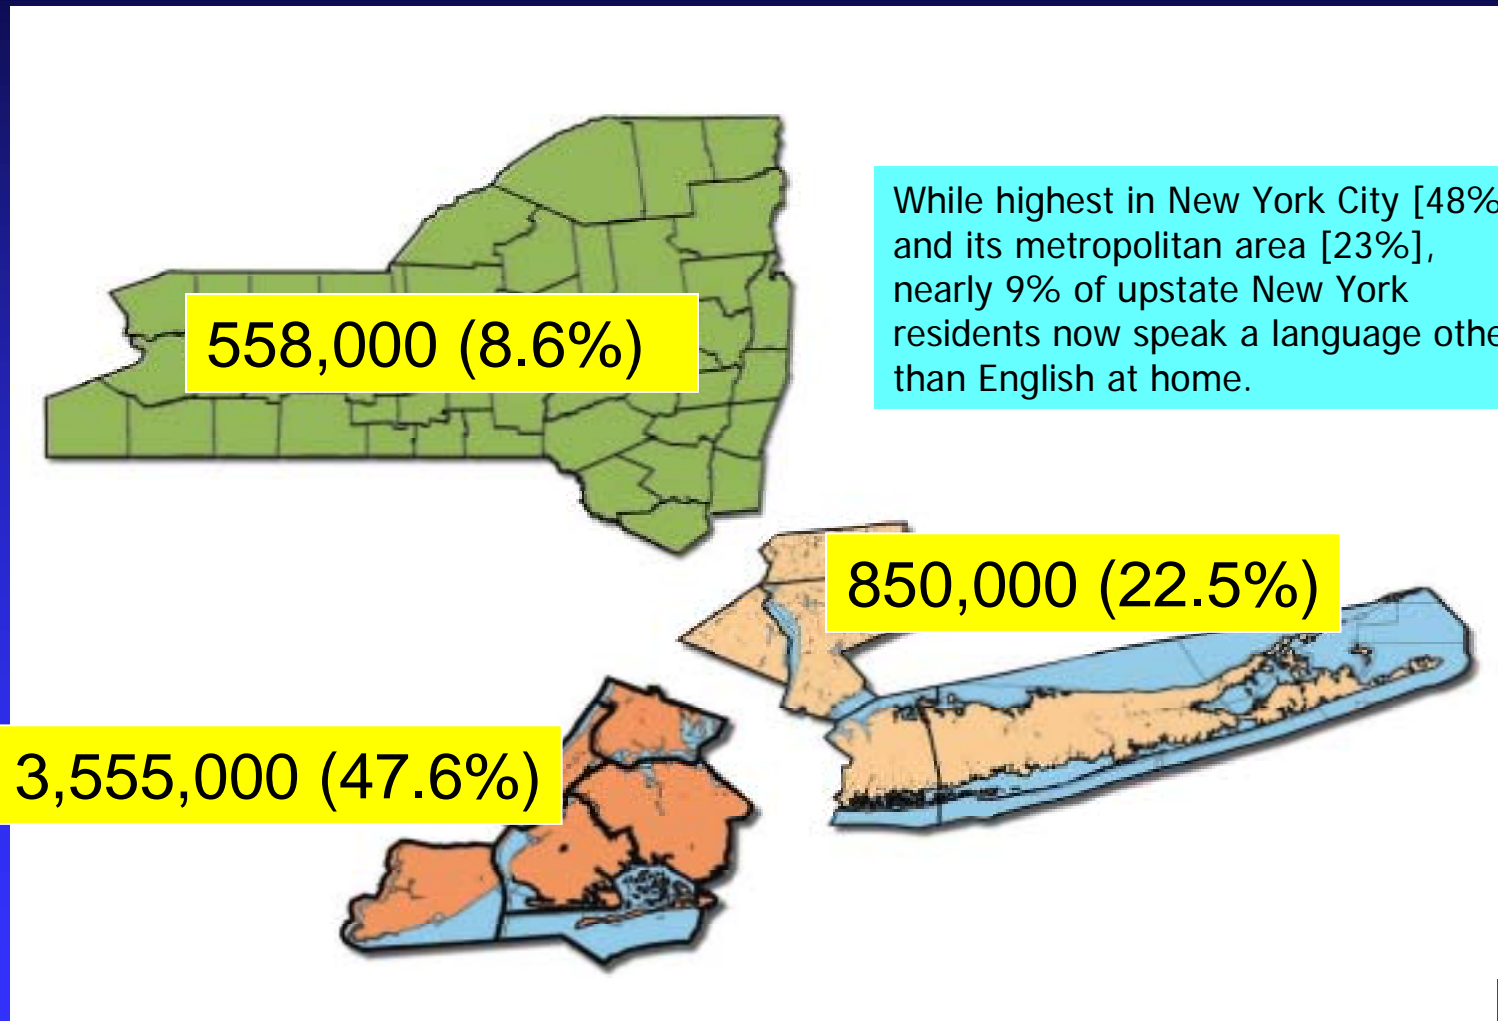 While highest in New York City [48%
and its metropolitan area [23%],
nearly 9% of upstate New York
residents now speak a language othe
than English at home.
558,000 (8.6%)
850,000 (22.5%)
3,555,000 (47.6%)